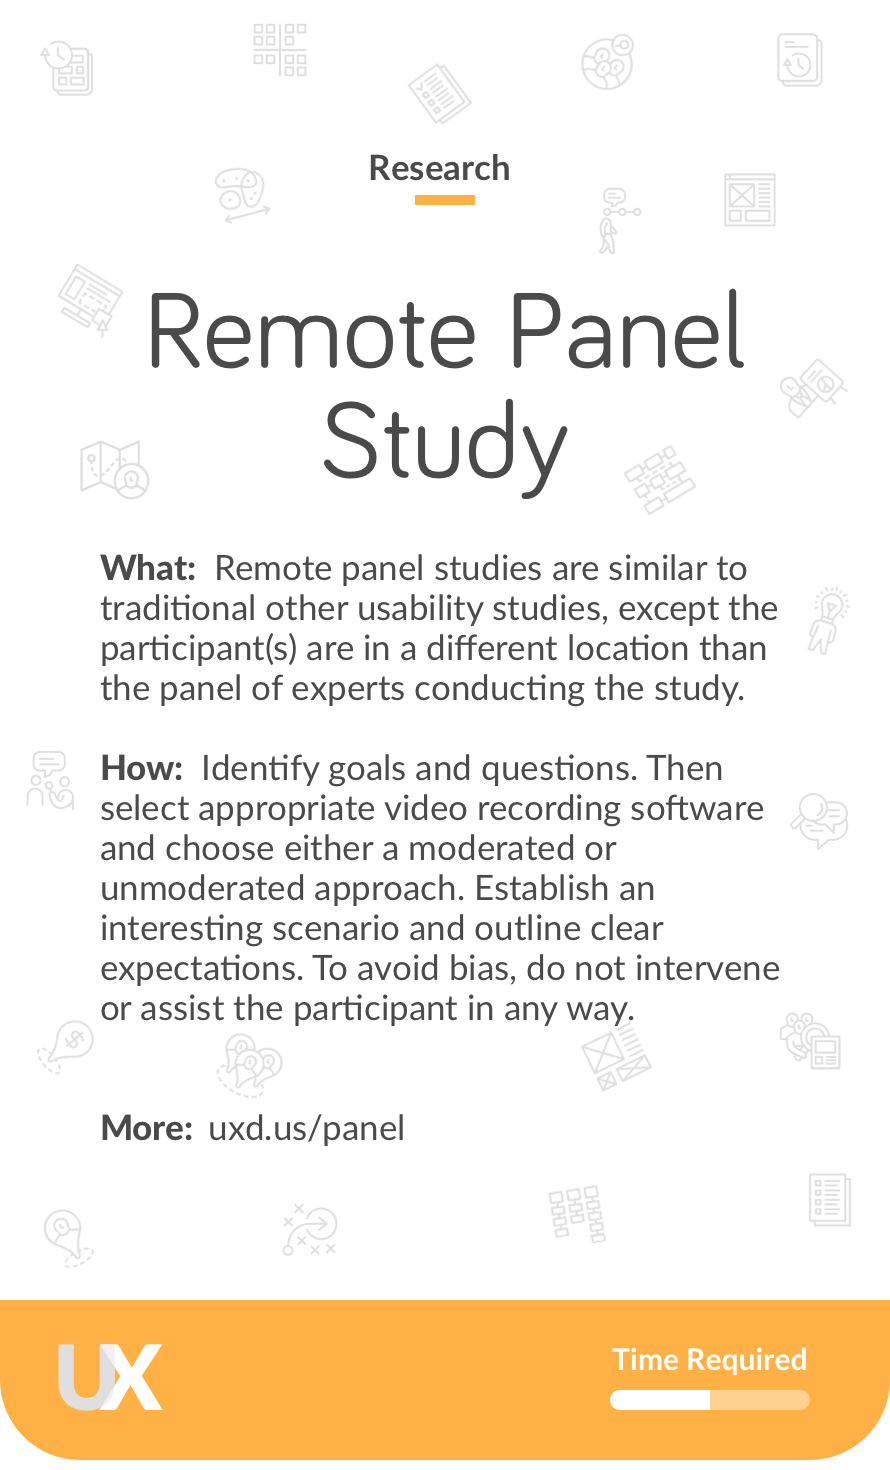 Research
Remote Panel
Study
What: Remote panel studies are similar to
traditional other usability studies, except the
participant(s) are in a different location than
the panel of experts conducting the study.
How: Identify goals and questions. Then
select appropriate video recording software
and choose either a moderated or
unmoderated approach. Establish an
interesting scenario and outline clear
expectations. To avoid bias, do not intervene
or assist the participant in any way.
More: uxd.us/panel
UX
Time Required